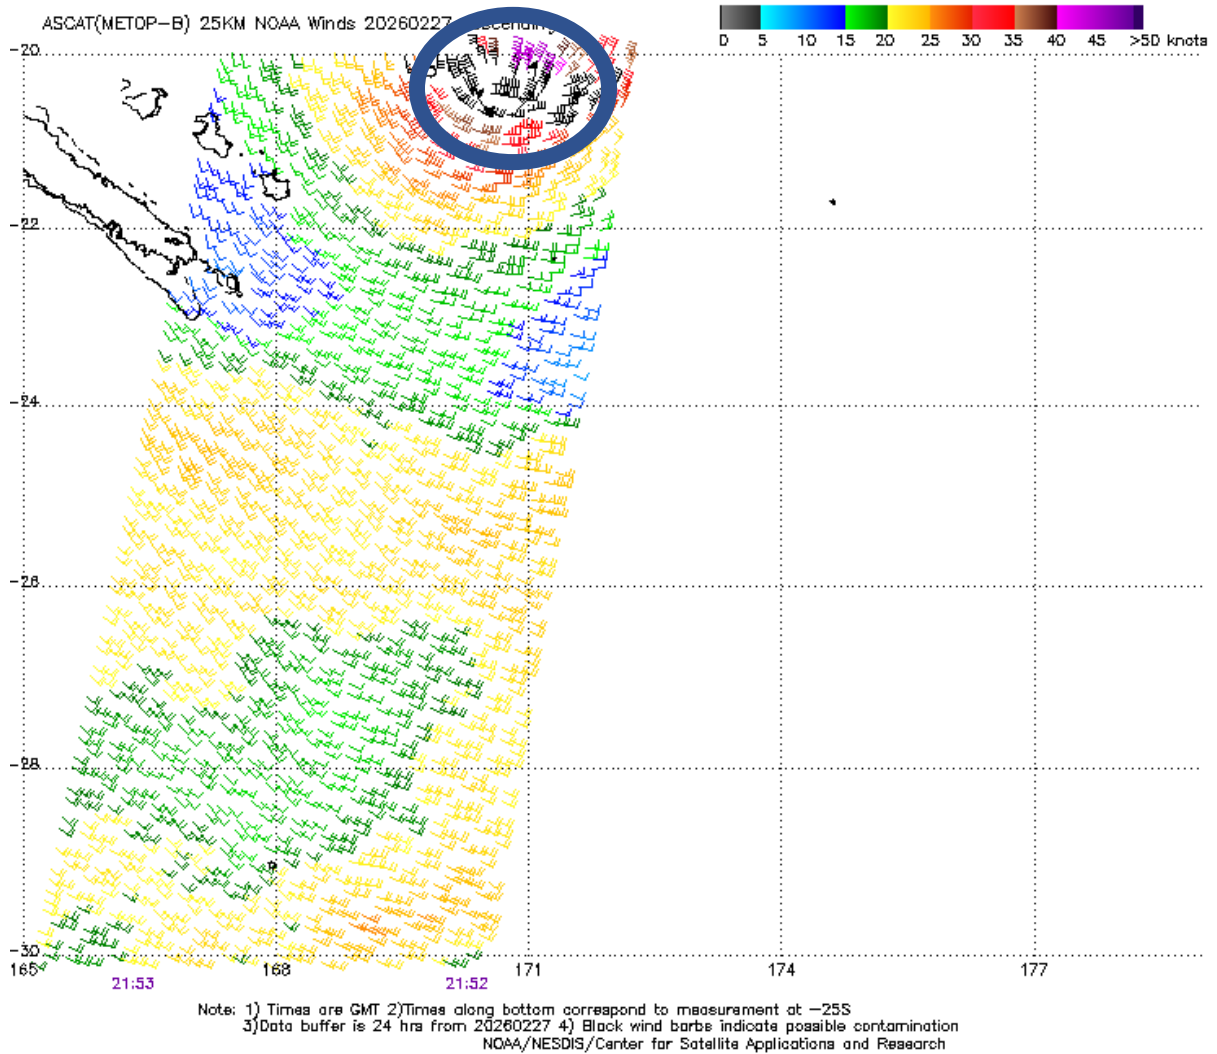 ASCAT(METOP-B) 25KM NOAA Winds 20260227 descending
0 5 10 15 20 25 30 35 40 45 >50 knots
-20
-22
-24
-26
-28
-30
165 168 171 174 177
21:53 21:52
Note: 1) Times are GMT 2)Times along bottom correspond to measurement at -25S
3)Data buffer is 24 hrs from 20260227 4) Black wind barbs indicate possible contamination
NOAA/NESDIS/Center for Satellite Applications and Research